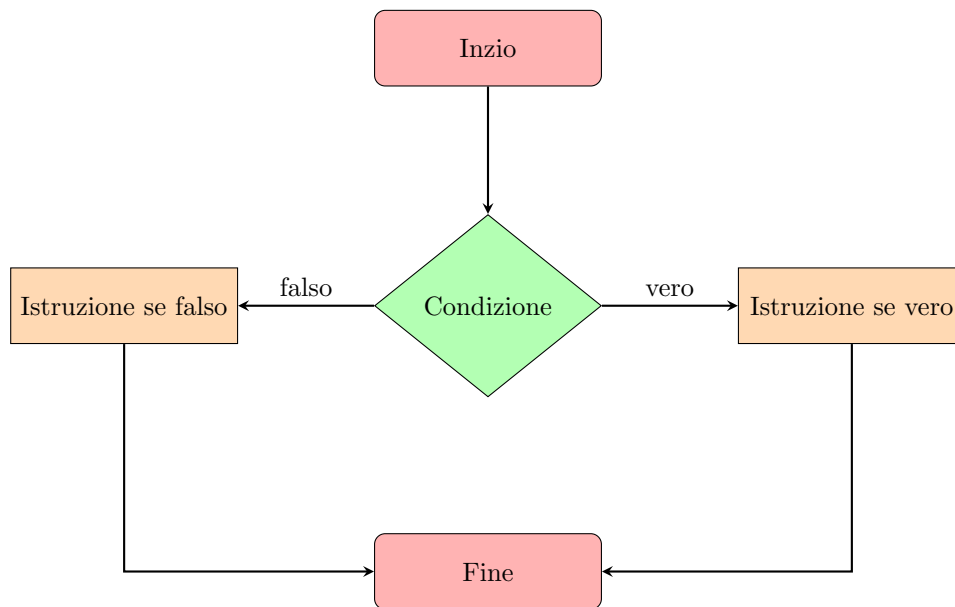 Inzio
falso
vero
Istruzione se falso
Condizione
Istruzione se vero
Fine